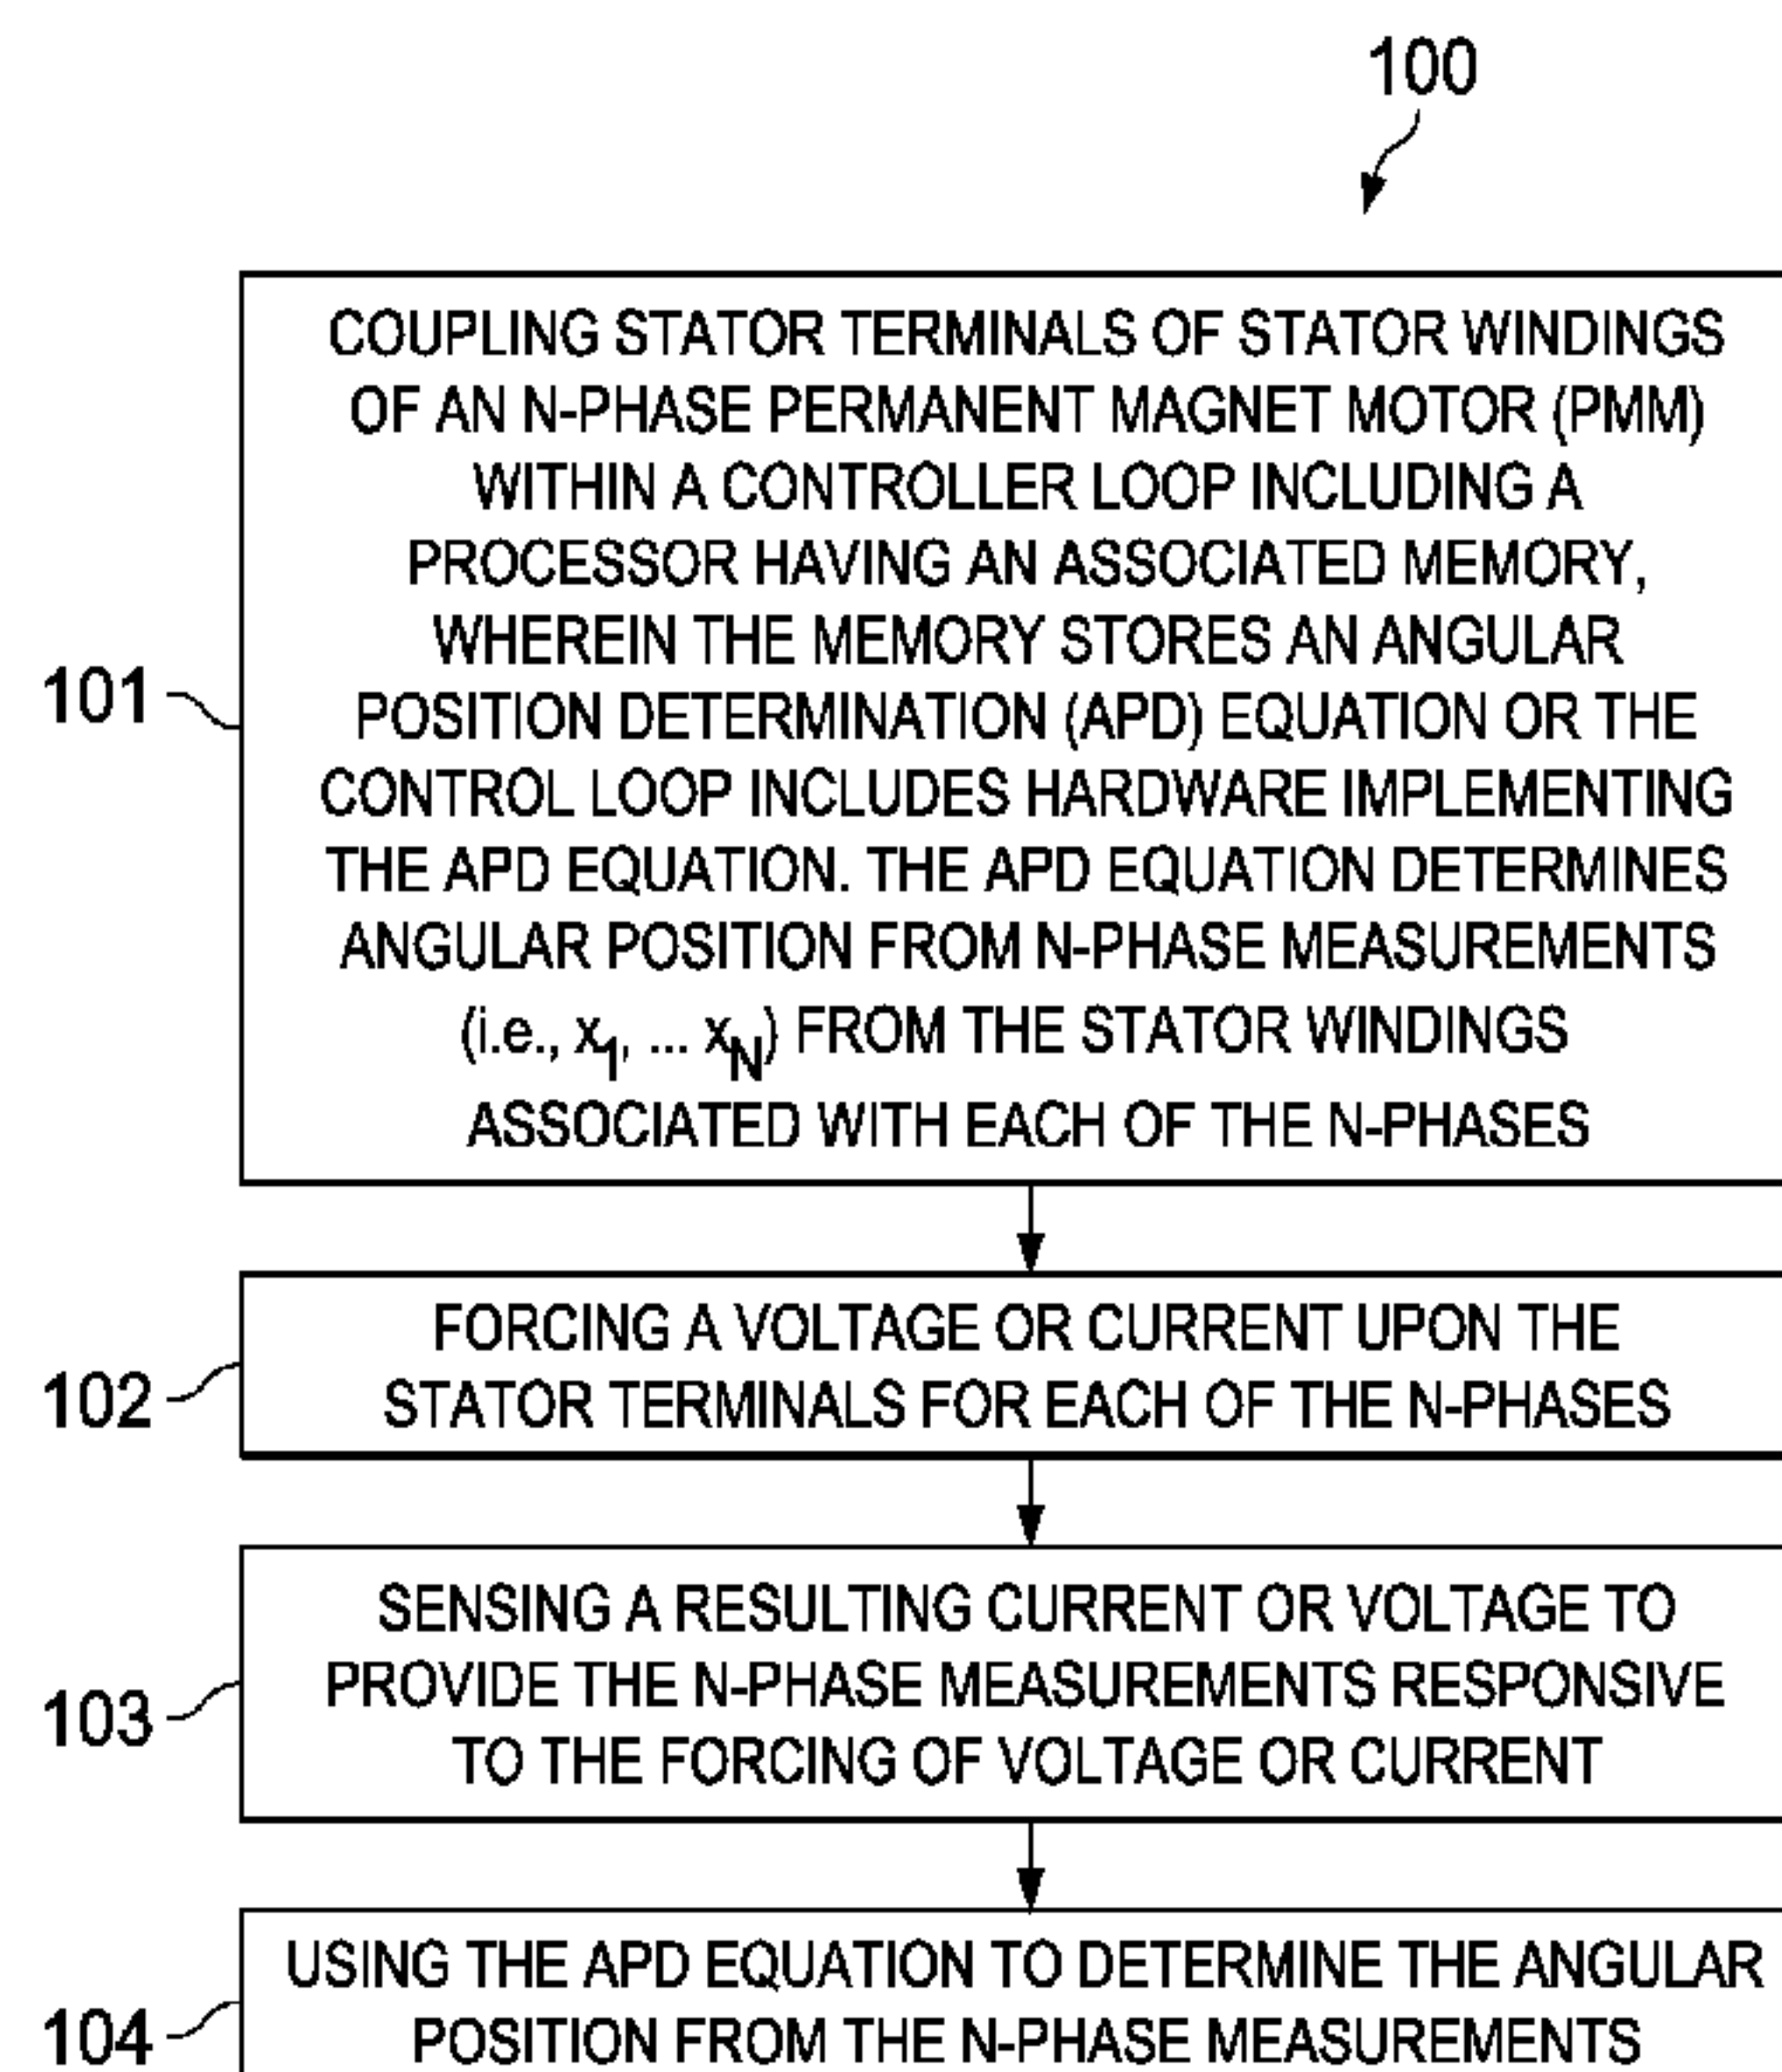 100
COUPLING STATOR TERMINALS OF STATOR WINDINGS
OF AN N-PHASE PERMANENT MAGNET MOTOR (PMM)
WITHIN A CONTROLLER LOOP INCLUDING A
PROCESSOR HAVING AN ASSOCIATED MEMORY,
WHEREIN THE MEMORY STORES AN ANGULAR
POSITION DETERMINATION (APD) EQUATION OR THE
CONTROL LOOP INCLUDES HARDWARE IMPLEMENTING
THE APD EQUATION. THE APD EQUATION DETERMINES
ANGULAR POSITION FROM N-PHASE MEASUREMENTS
(i.e., x1, ... xN) FROM THE STATOR WINDINGS
ASSOCIATED WITH EACH OF THE N-PHASES
101
FORCING A VOLTAGE OR CURRENT UPON THE
STATOR TERMINALS FOR EACH OF THE N-PHASES
102
SENSING A RESULTING CURRENT OR VOLTAGE TO
PROVIDE THE N-PHASE MEASUREMENTS RESPONSIVE
TO THE FORCING OF VOLTAGE OR CURRENT
103
USING THE APD EQUATION TO DETERMINE THE ANGULAR
POSITION FROM THE N-PHASE MEASUREMENTS
104